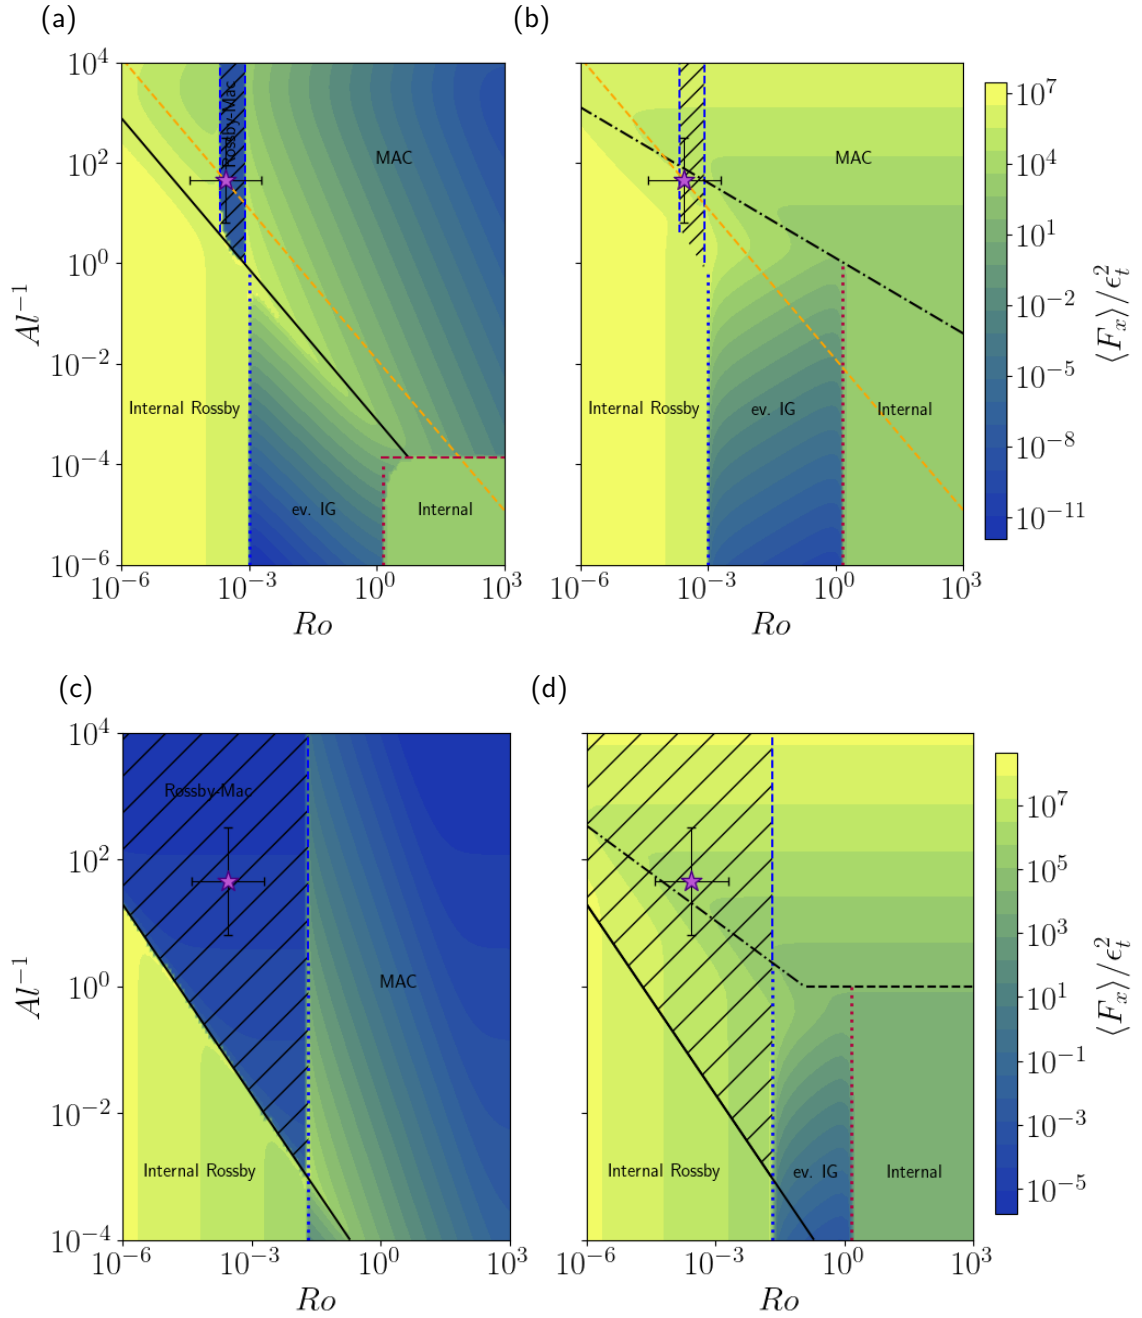 (a)
(b)
10^4
10^2
10^0
10^{-2}
10^{-4}
10^{-6}
Al^{-1}
Rossby-Mac
MAC
Internal Rossby
ev. IG
Internal
10^{-6}
10^{-3}
10^0
10^3
Ro
MAC
Internal Rossby
ev. IG
Internal
10^{-6}
10^{-3}
10^0
10^3
Ro
10^7
10^4
10^1
10^{-2}
10^{-5}
10^{-8}
10^{-11}
⟨F_x⟩/ϵ_t^2
(c)
(d)
10^4
10^2
10^0
10^{-2}
10^{-4}
Al^{-1}
Rossby-Mac
MAC
Internal Rossby
10^{-6}
10^{-3}
10^0
10^3
Ro
Internal Rossby
ev. IG
Internal
10^{-6}
10^{-3}
10^0
10^3
Ro
10^7
10^5
10^3
10^1
10^{-1}
10^{-3}
10^{-5}
⟨F_x⟩/ϵ_t^2